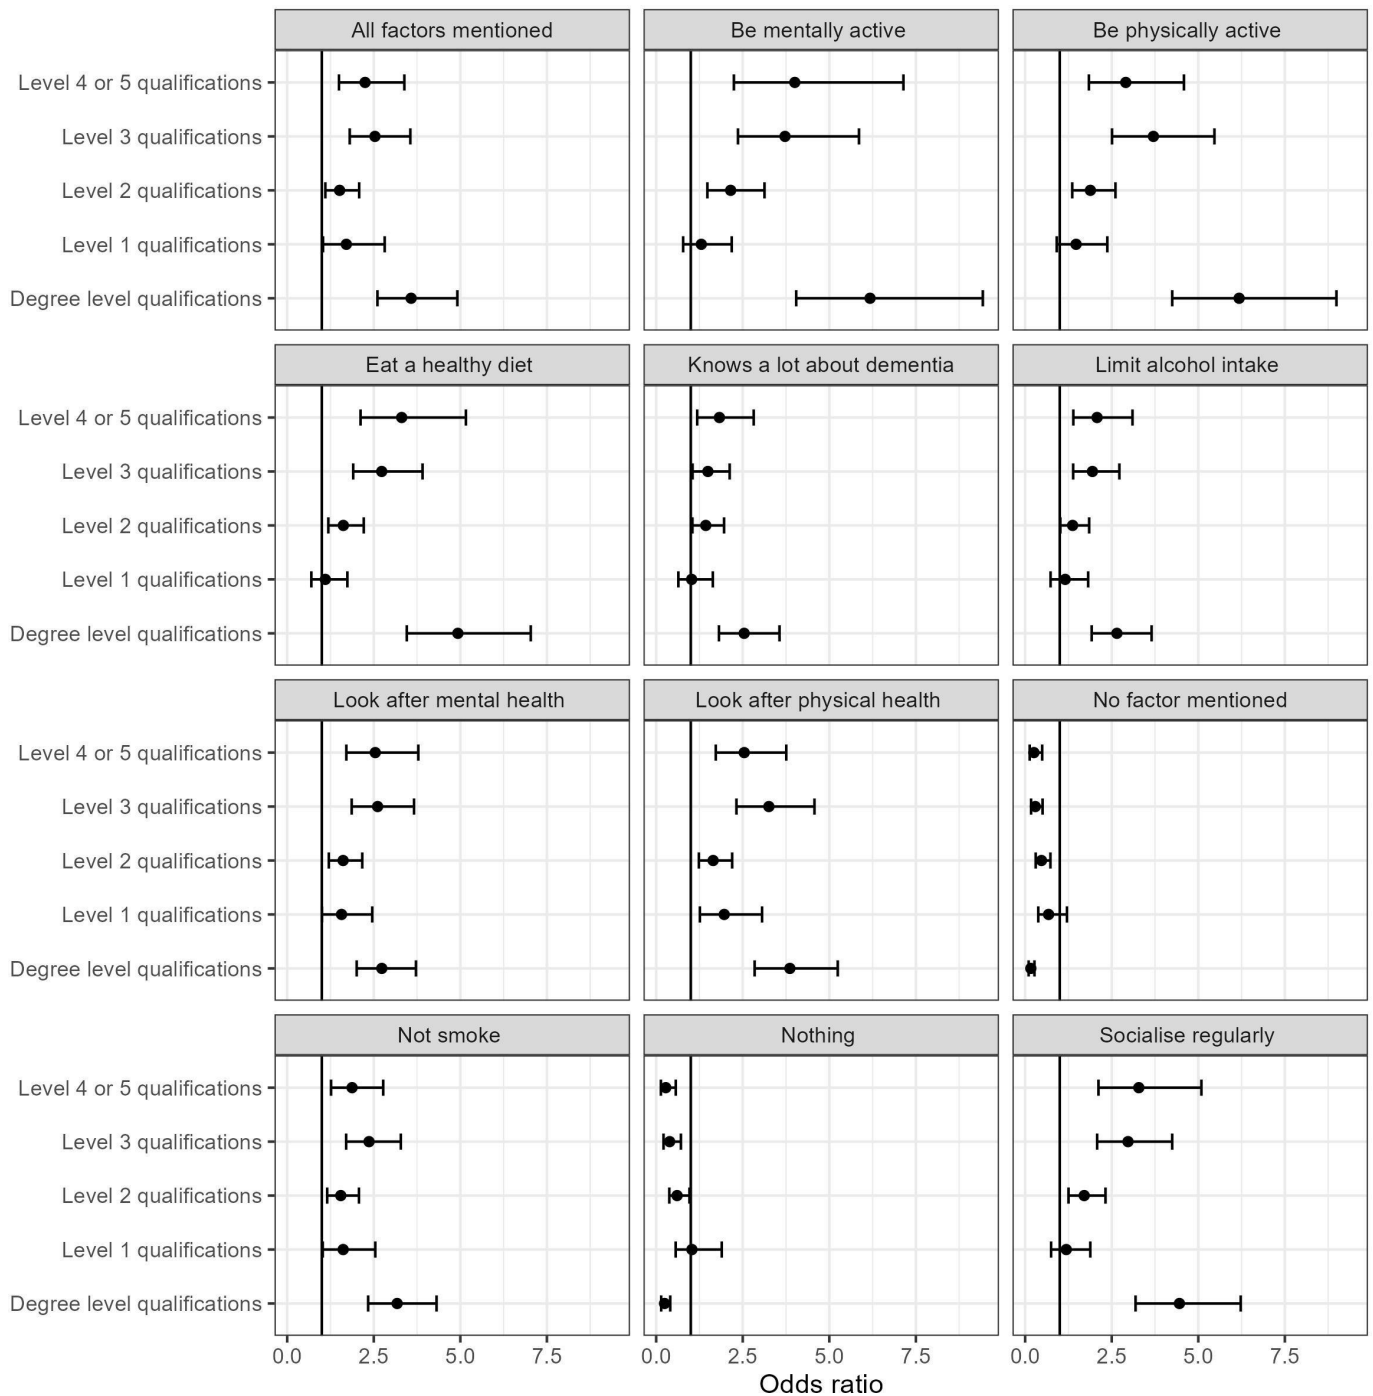 All factors mentioned
Be mentally active
Be physically active
Level 4 or 5 qualifications
Level 3 qualifications
Level 2 qualifications
Level 1 qualifications
Degree level qualifications
Eat a healthy diet
Knows a lot about dementia
Limit alcohol intake
Level 4 or 5 qualifications
Level 3 qualifications
Level 2 qualifications
Level 1 qualifications
Degree level qualifications
Look after mental health
Look after physical health
No factor mentioned
Level 4 or 5 qualifications
Level 3 qualifications
Level 2 qualifications
Level 1 qualifications
Degree level qualifications
Not smoke
Nothing
Socialise regularly
Level 4 or 5 qualifications
Level 3 qualifications
Level 2 qualifications
Level 1 qualifications
Degree level qualifications
0.0 2.5 5.0 7.5
0.0 2.5 5.0 7.5
0.0 2.5 5.0 7.5
Odds ratio